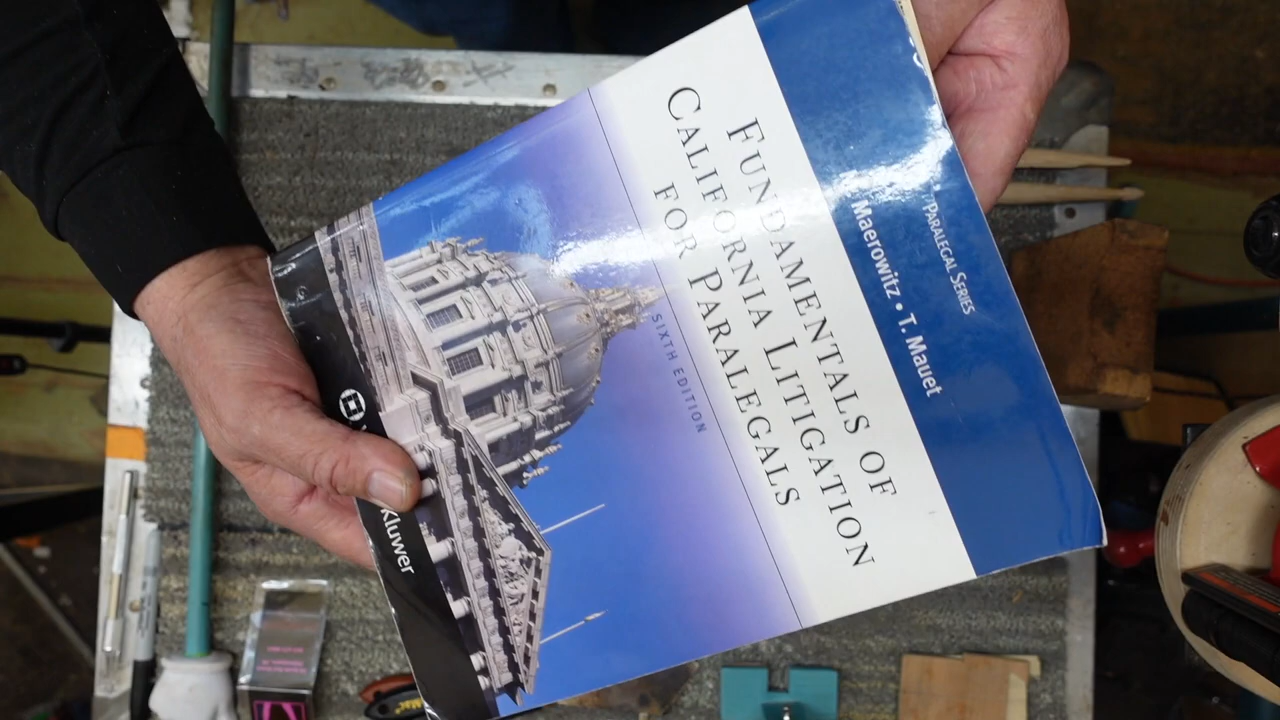 PARALEGAL SERIES
Maerowitz • T. Mauet
FUNDAMENTALS OF
CALIFORNIA LITIGATION
FOR PARALEGALS
SIXTH EDITION
Kluwer